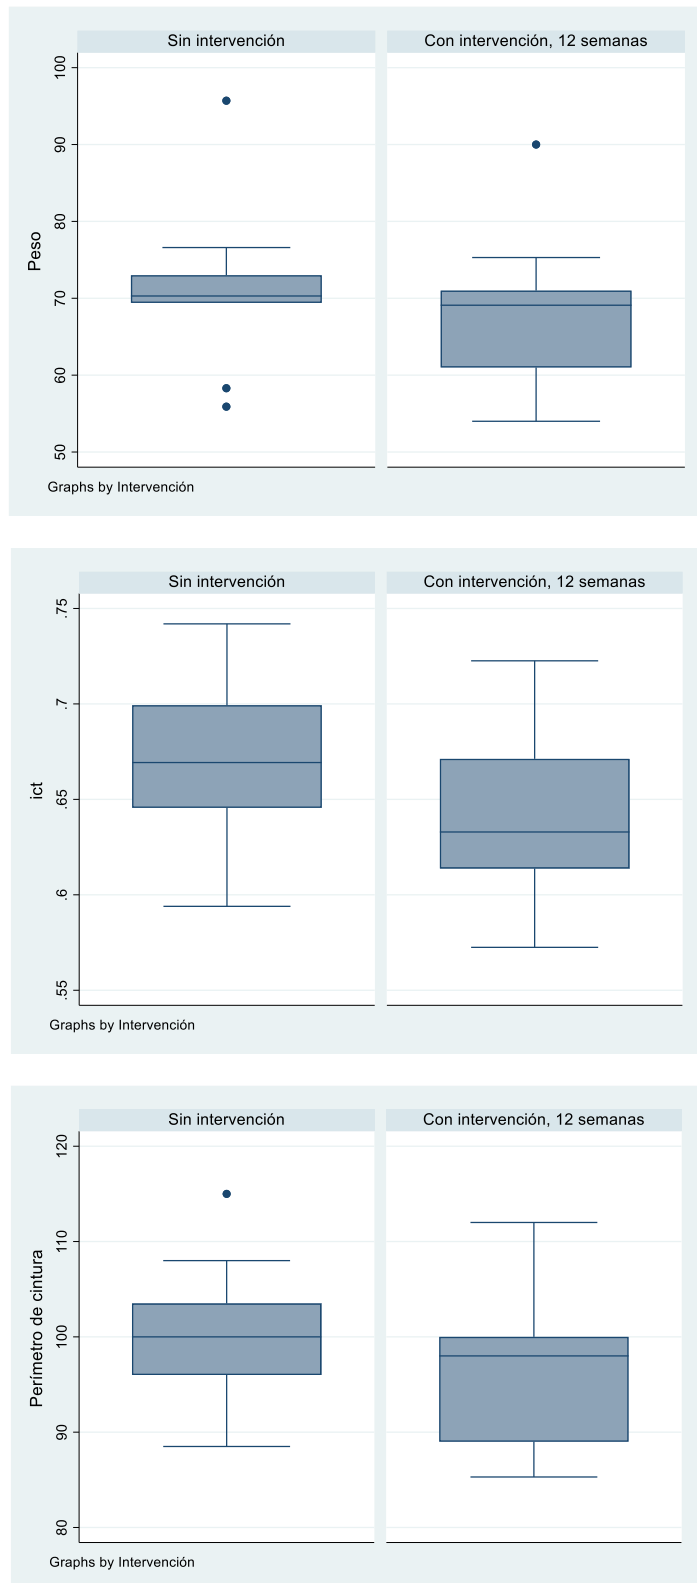 Sin intervención
Con intervención, 12 semanas
Peso
100
90
80
70
60
50
Graphs by Intervención
Sin intervención
Con intervención, 12 semanas
ict
.75
.7
.65
.6
.55
Graphs by Intervención
Sin intervención
Con intervención, 12 semanas
Perímetro de cintura
120
110
100
90
80
Graphs by Intervención